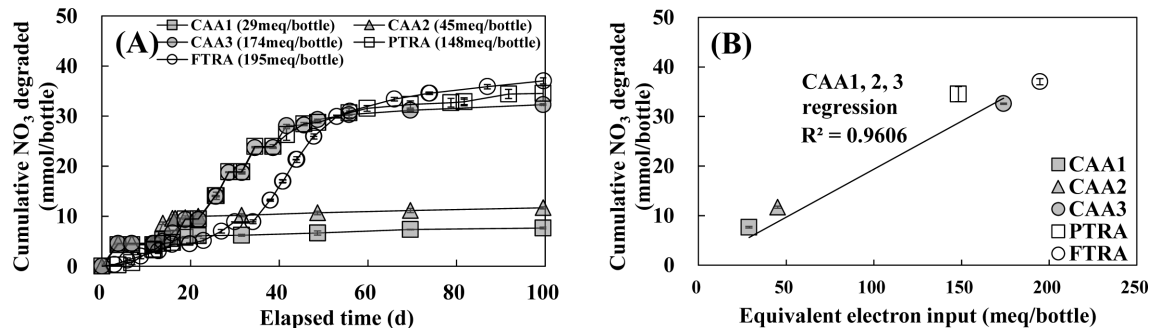 (A)
CAA1 (29meq/bottle) CAA2 (45meq/bottle)
CAA3 (174meq/bottle) PTRA (148meq/bottle)
FTRA (195meq/bottle)
Cumulative NO3 degraded
(mmol/bottle)
50
40
30
20
10
0
0 20 40 60 80 100
Elapsed time (d)
(B)
CAA1, 2, 3
regression
R² = 0.9606
CAA1
CAA2
CAA3
PTRA
FTRA
Cumulative NO3 degraded
(mmol/bottle)
50
40
30
20
10
0
0 50 100 150 200 250
Equivalent electron input (meq/bottle)